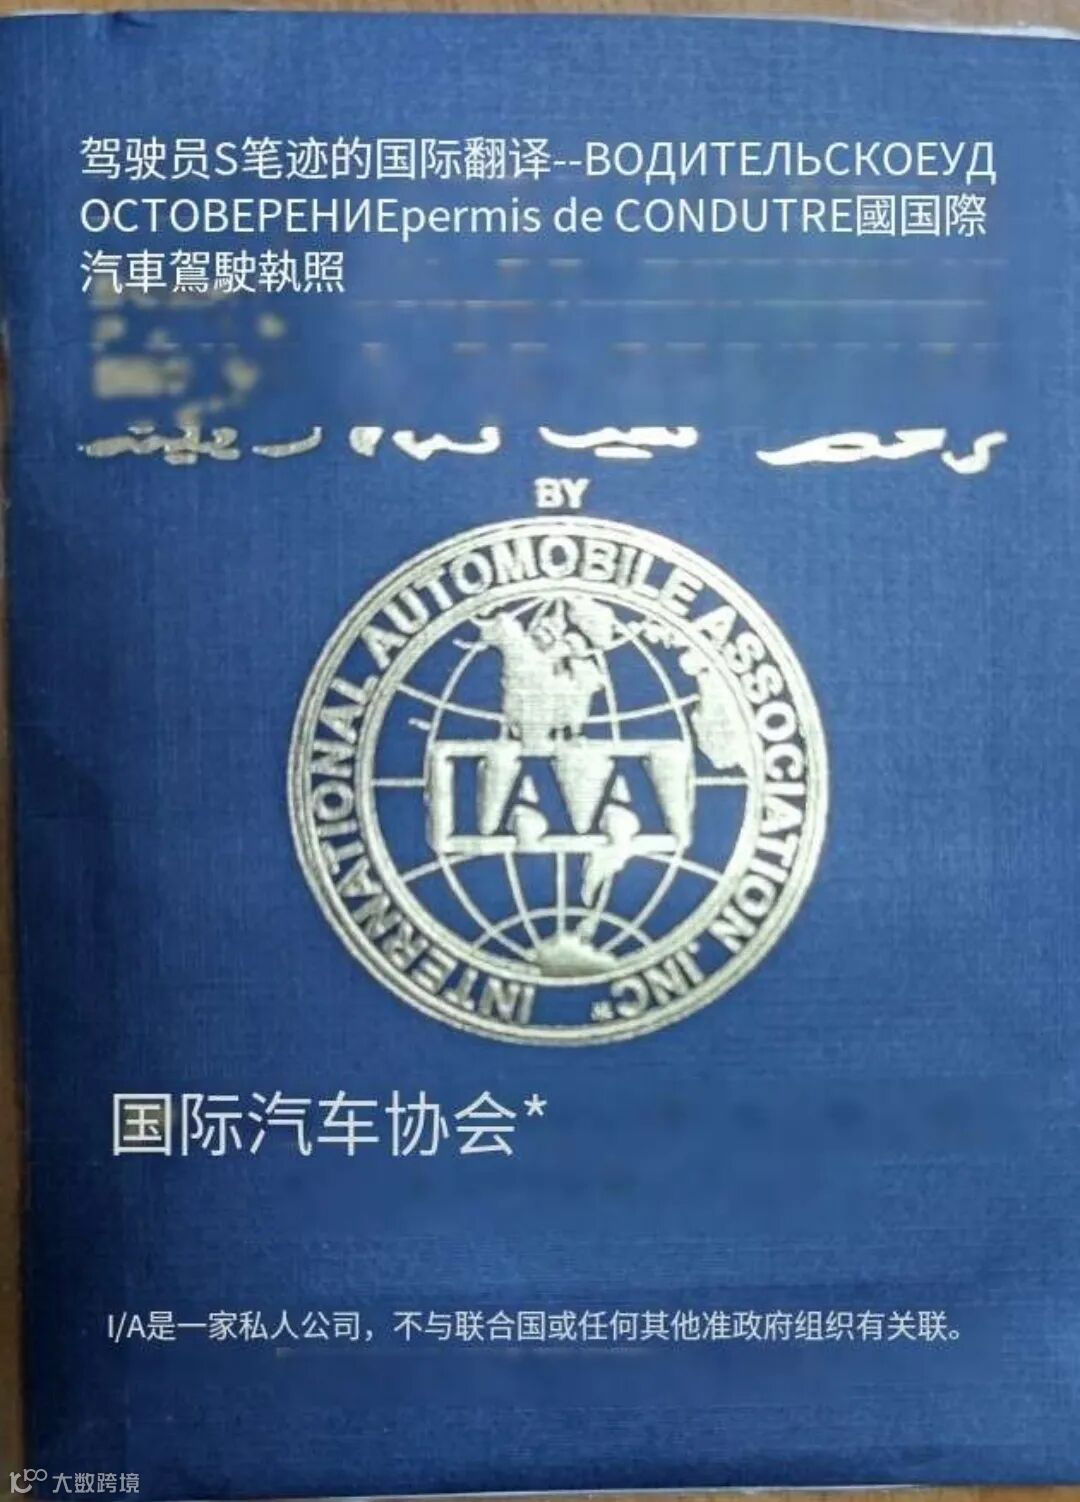 驾驶员S笔迹的国际翻译--ВОДИТЕЛЬСКОЕУД
ОСТОВЕРЕНИЕpermis de CONDUTRE國国際
汽車駕駛執照
BY
INTERNATIONAL AUTOMOBILE ASSOCIATION .INC*
IAA
国际汽车协会*
I/A是一家私人公司，不与联合国或任何其他准政府组织有关联。
大数跨境